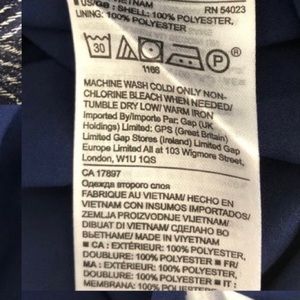 VIETNAM RN 54023
US/GB : SHELL: 100% POLYESTER,
LINING: 100% POLYESTER
30 P
1168
MACHINE WASH COLD/ ONLY NON-
CHLORINE BLEACH WHEN NEEDED/
TUMBLE DRY LOW/ WARM IRON
Imported By/Importe Par: Gap (UK
Holdings) Limited: GPS (Great Britain)
Limited Gap Stores (Ireland) Limited Gap
Europe Limited All at 103 Wigmore Street,
London, W1U 1QS
CA 17897
Одежда второго слоя
FABRIQUE AU VIETNAM/ HECHO EN
VIETNAM CON INSUMOS IMPORTADOS/
ZEMLJA PROIZVODNJE VIJETNAM/
DIBUAT DI VIETNAM/ СДЕЛАНО ВО
ВЬЕТНАМЕ/ MADE IN VIYETNAM
CA : EXTÉRIEUR: 100% POLYESTER,
DOUBLURE: 100% POLYESTER ■ FR/
MA : EXTÉRIEUR: 100% POLYESTER,
DOUBLURE: 100% POLYESTER ■ IT :
MEMBRANA: 100% POLIESTERE